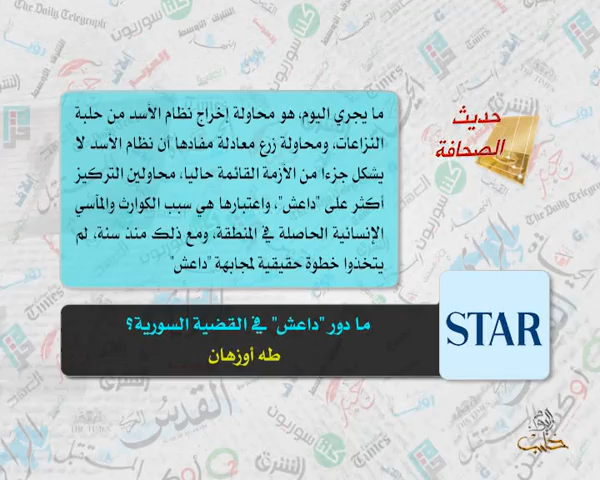 حديث
الصحافة
ما يجري اليوم، هو محاولة إخراج نظام الأسد من حلبة
النزاعات، ومحاولة زرع معادلة مفادها أن نظام الأسد لا
يشكل جزءا من الأزمة القائمة حاليا، محاولين التركيز
أكثر على "داعش"، واعتبارها هي سبب الكوارث والمآسي
الإنسانية الحاصلة في المنطقة، ومع ذلك منذ سنة، لم
يتخذوا خطوة حقيقية لمجابهة "داعش"
ما دور "داعش" في القضية السورية؟
طه أوزهان
STAR
حلب اليوم